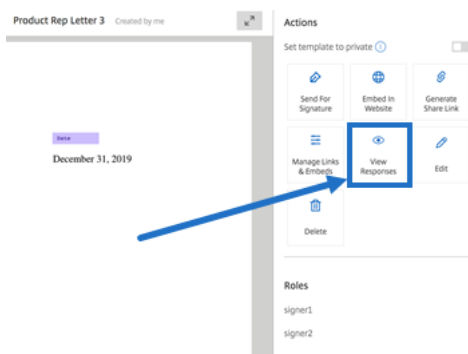 Product Rep Letter 3 Created by me
Actions
Set template to private
Send For
Signature
Embed In
Website
Generate
Share Link
Manage Links
& Embeds
View
Responses
Edit
Delete
Date
December 31, 2019
Roles
signer1
signer2